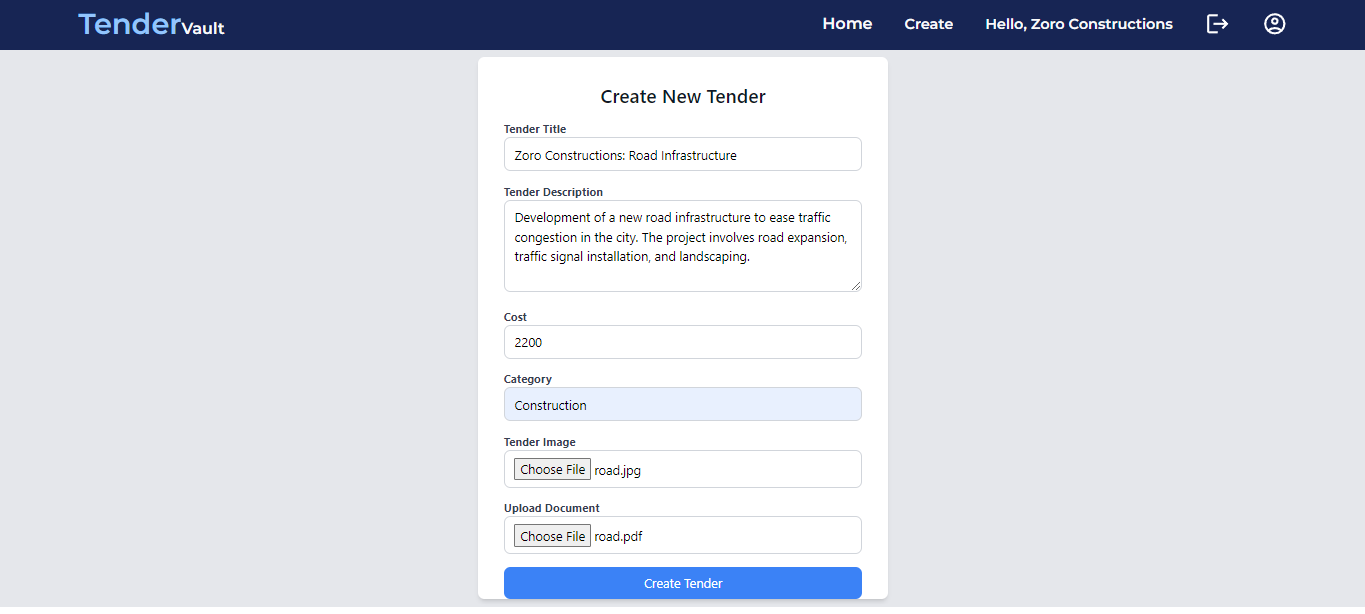 TenderVault Home Create Hello, Zoro Constructions
Create New Tender
Tender Title
Zoro Constructions: Road Infrastructure
Tender Description
Development of a new road infrastructure to ease traffic
congestion in the city. The project involves road expansion,
traffic signal installation, and landscaping.
Cost
2200
Category
Construction
Tender Image
Choose File road.jpg
Upload Document
Choose File road.pdf
Create Tender